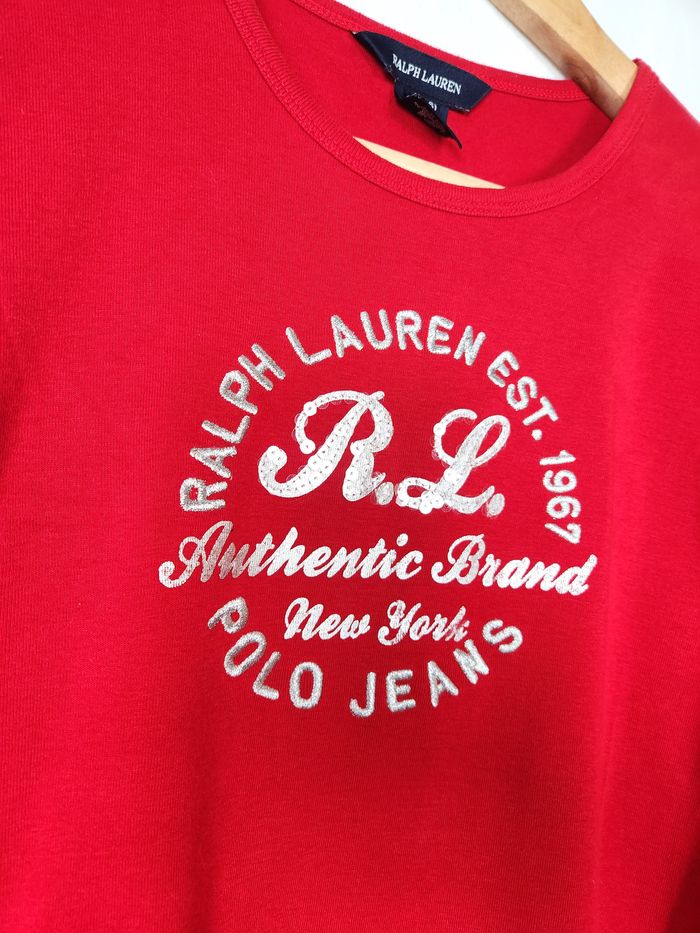 RALPH LAUREN
RALPH LAUREN EST. 1967
R.L.
Authentic Brand
New York
POLO JEANS